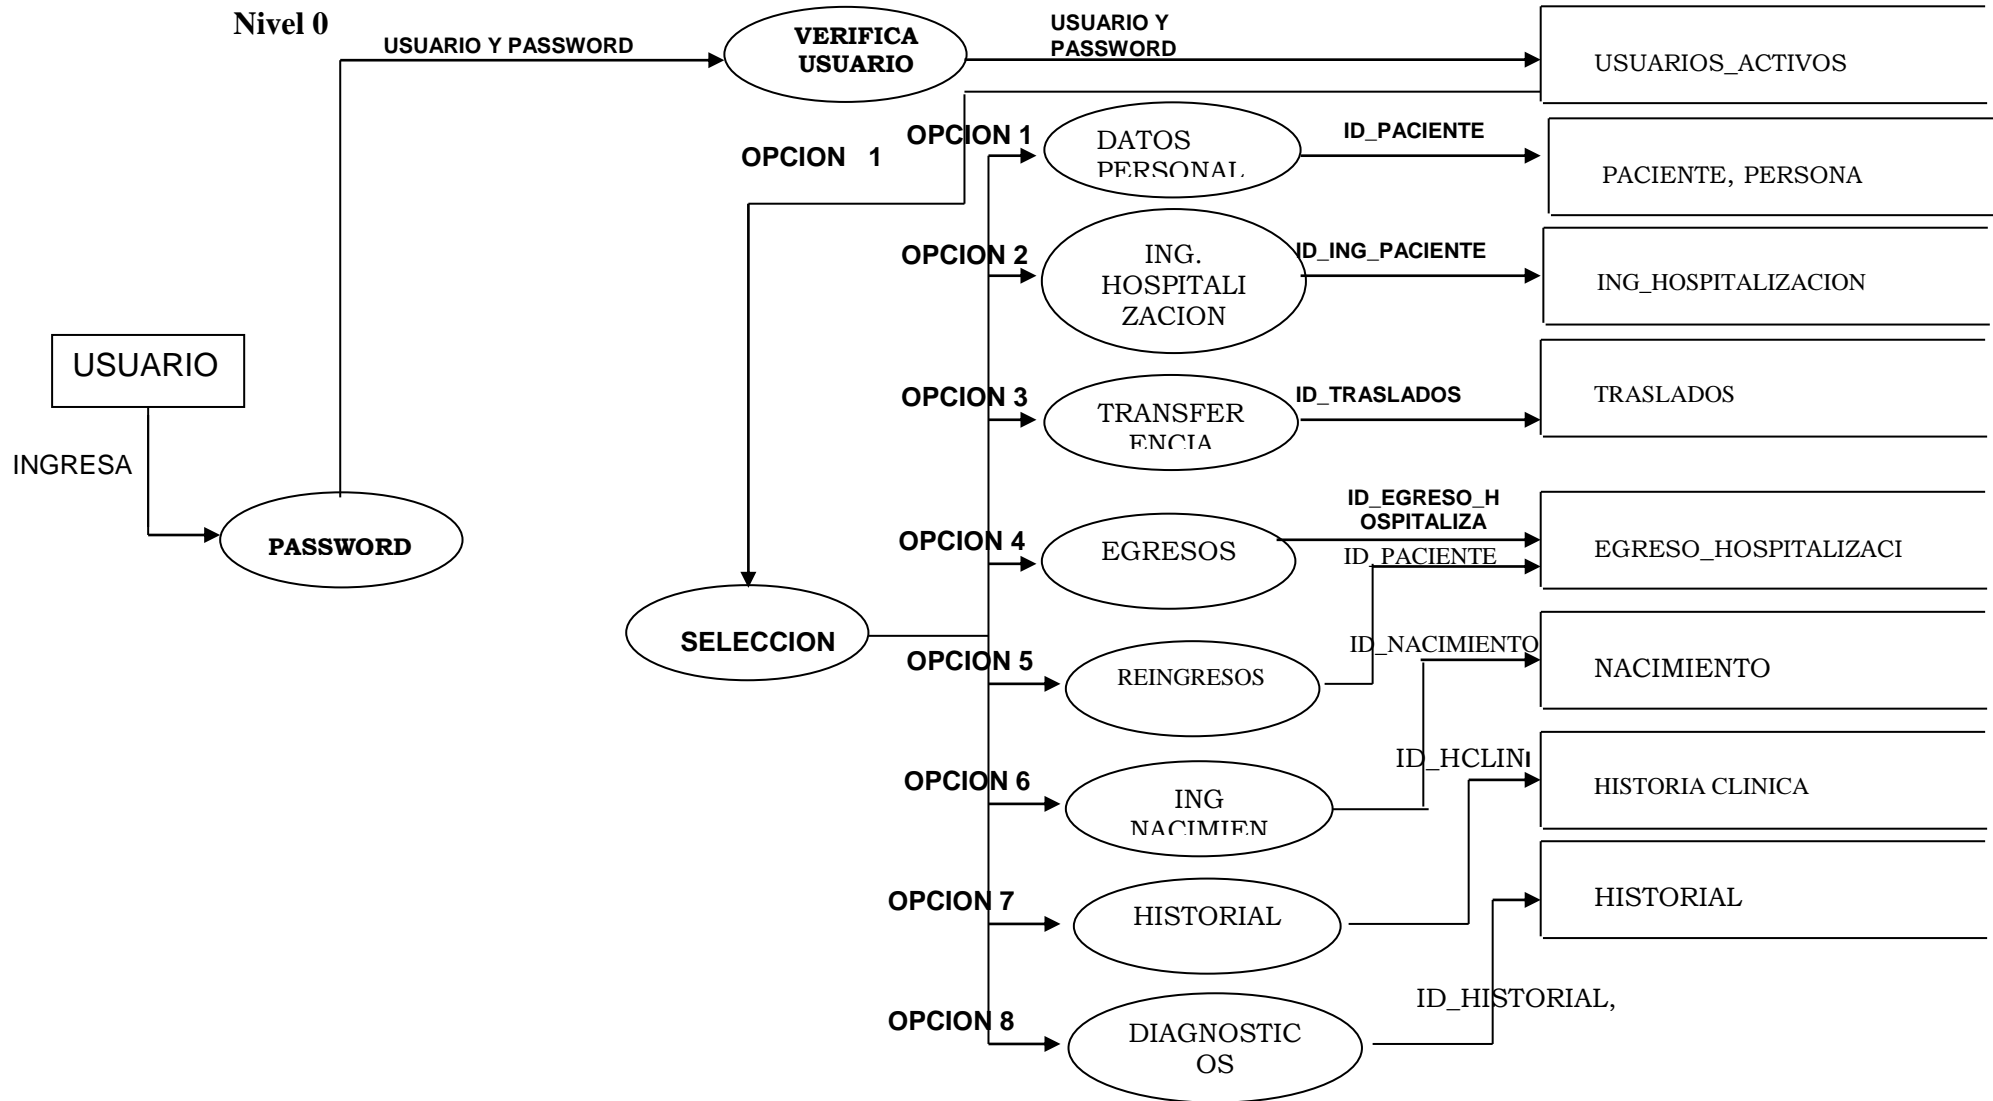 Nivel 0
USUARIO Y PASSWORD
VERIFICA
USUARIO
USUARIO Y
PASSWORD
USUARIOS_ACTIVOS
OPCION 1
OPCION 1
DATOS
PERSONAL
ID_PACIENTE
PACIENTE, PERSONA
OPCION 2
ING.
HOSPITALI
ZACION
ID_ING_PACIENTE
ING_HOSPITALIZACION
USUARIO
OPCION 3
TRANSFER
ENCIA
ID_TRASLADOS
TRASLADOS
INGRESA
PASSWORD
OPCION 4
EGRESOS
ID_EGRESO_H
OSPITALIZA
ID_PACIENTE
EGRESO_HOSPITALIZACI
SELECCION
OPCION 5
REINGRESOS
ID_NACIMIENTO
NACIMIENTO
OPCION 6
ING
NACIMIEN
ID_HCLINI
HISTORIA CLINICA
OPCION 7
HISTORIAL
HISTORIAL
OPCION 8
DIAGNOSTIC
OS
ID_HISTORIAL,